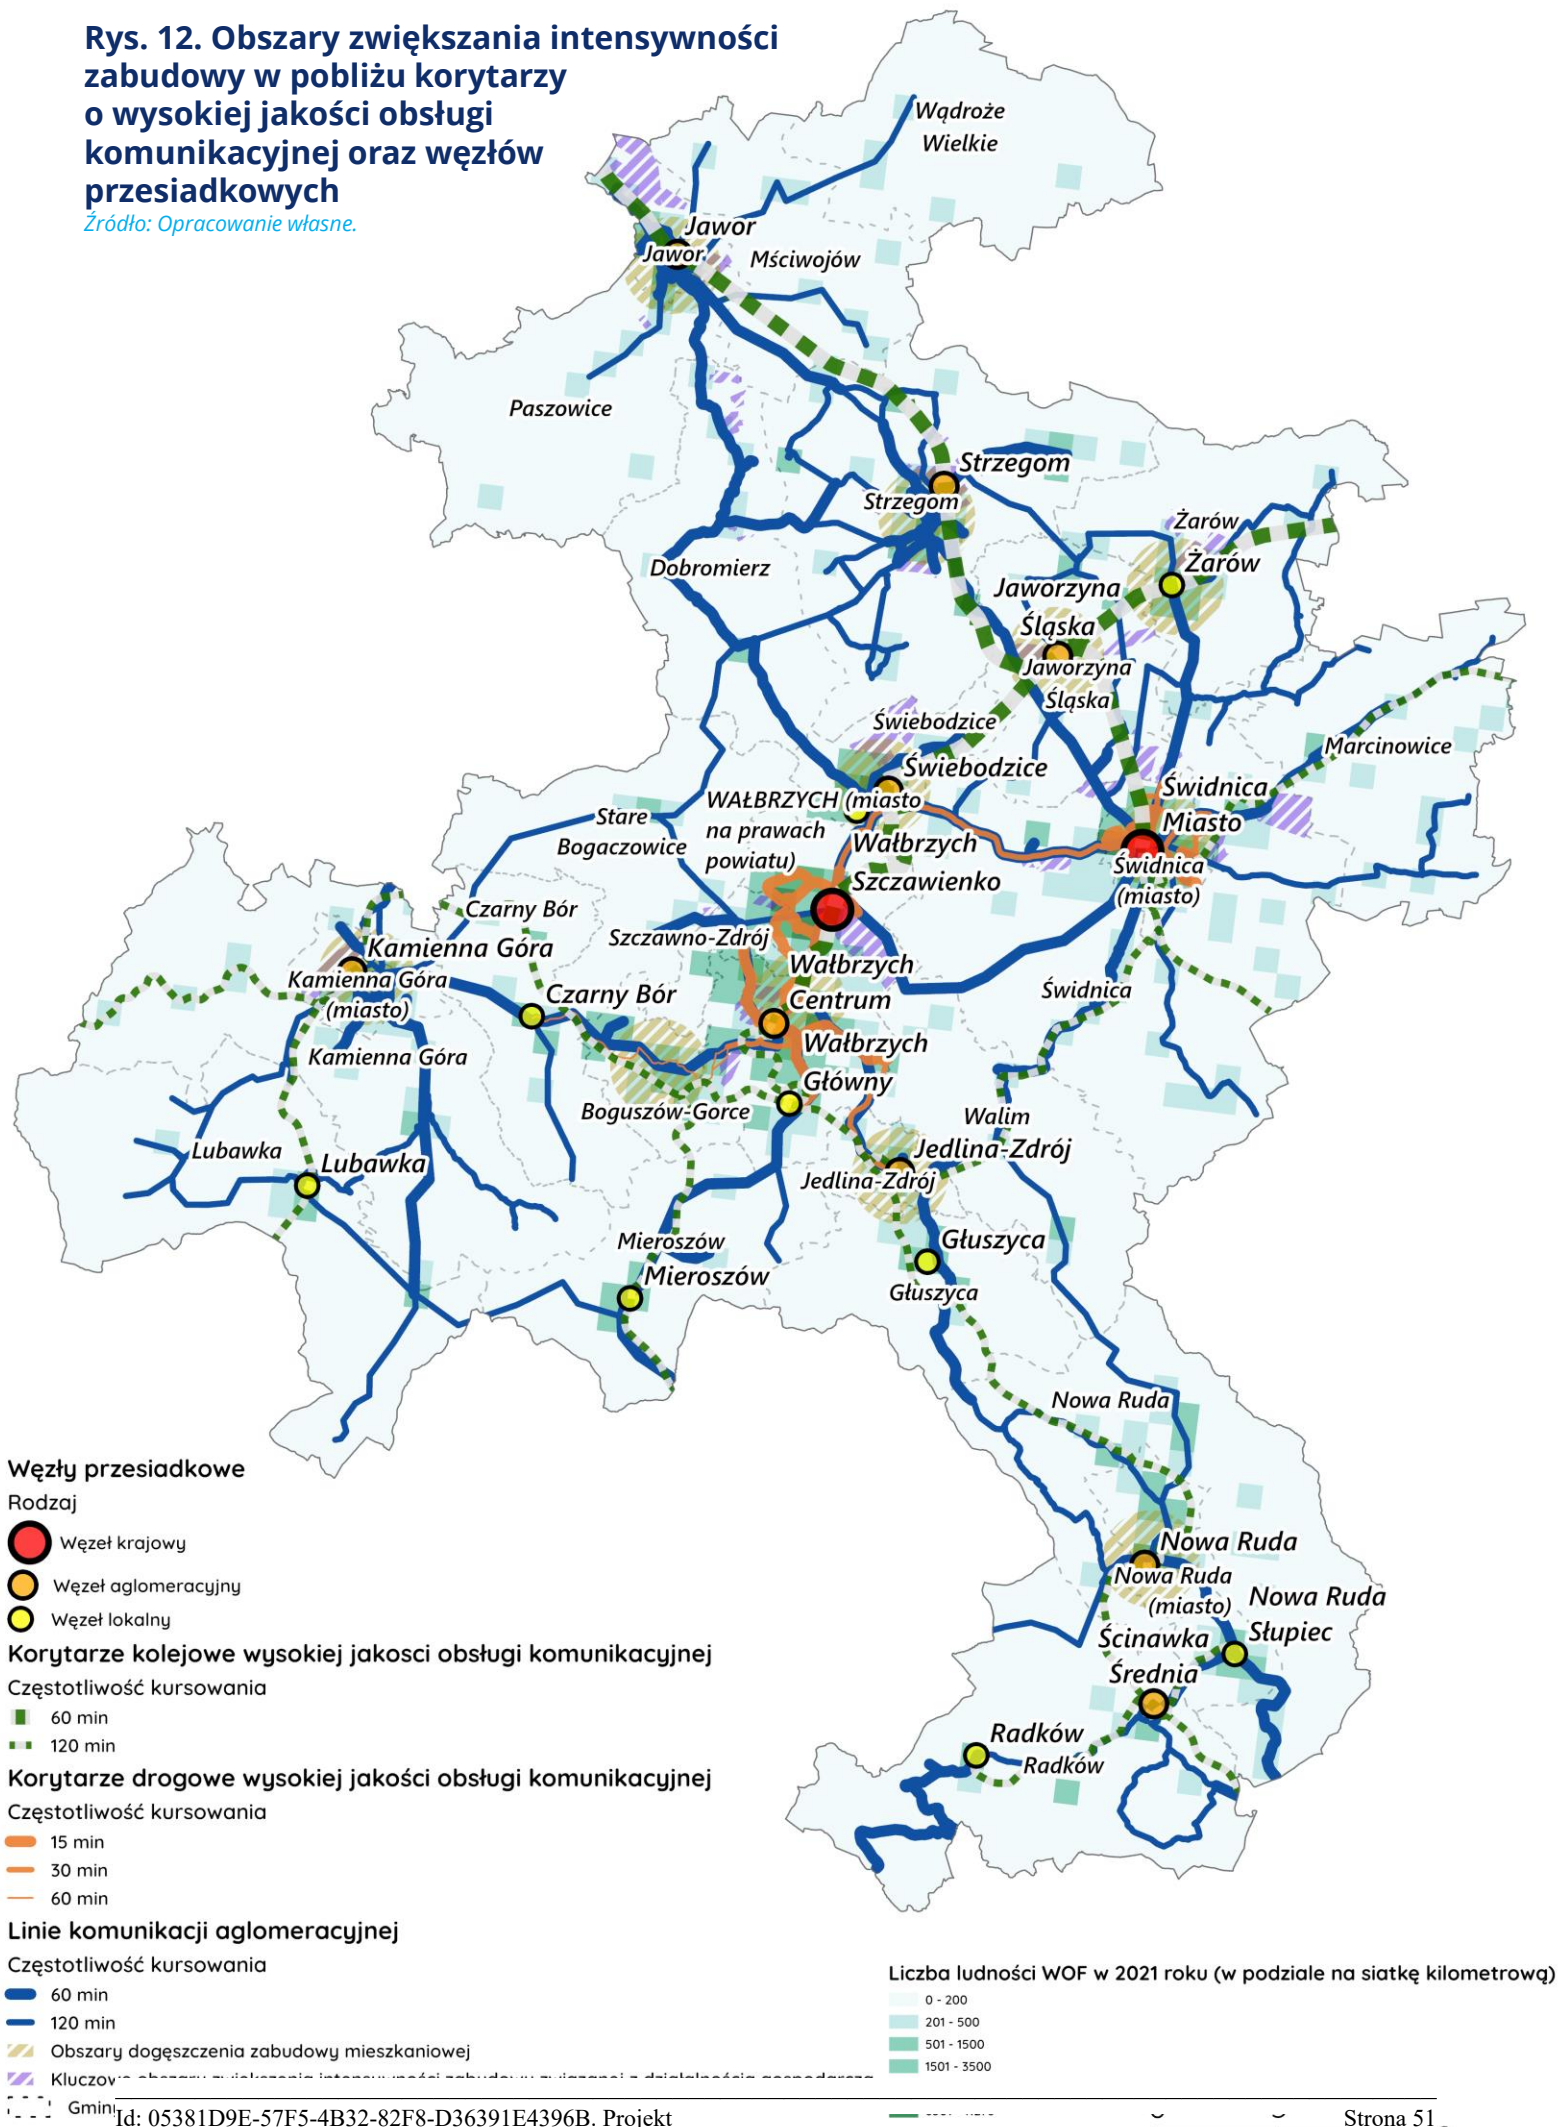 Rys. 12. Obszary zwiększania intensywności
zabudowy w pobliżu korytarzy
o wysokiej jakości obsługi
komunikacyjnej oraz węzłów
przesiadkowych
Źródło: Opracowanie własne.
Wądroże
Wielkie
Jawor
Jawor
Mściwojów
Paszowice
Strzegom
Strzegom
Żarów
Żarów
Dobromierz
Jaworzyna
Śląska
Jaworzyna
Śląska
Świebodzice
Świebodzice
Marcinowice
Świdnica
Miasto
Świdnica
(miasto)
WAŁBRZYCH (miasto
na prawach
powiatu)
Stare
Bogaczowice
Wałbrzych
Szczawienko
Czarny Bór
Szczawno-Zdrój
Kamienna Góra
Kamienna Góra
(miasto)
Wałbrzych
Centrum
Czarny Bór
Świdnica
Kamienna Góra
Wałbrzych
Główny
Boguszów-Gorce
Walim
Lubawka
Lubawka
Jedlina-Zdrój
Jedlina-Zdrój
Mieroszów
Mieroszów
Głuszyca
Głuszyca
Nowa Ruda
Nowa Ruda
Nowa Ruda
(miasto)
Nowa Ruda
Słupiec
Ścinawka
Średnia
Radków
Radków
Węzły przesiadkowe
Rodzaj
Węzeł krajowy
Węzeł aglomeracyjny
Węzeł lokalny
Korytarze kolejowe wysokiej jakosci obsługi komunikacyjnej
Częstotliwość kursowania
60 min
120 min
Korytarze drogowe wysokiej jakości obsługi komunikacyjnej
Częstotliwość kursowania
15 min
30 min
60 min
Linie komunikacji aglomeracyjnej
Częstotliwość kursowania
60 min
120 min
Obszary dogęszczenia zabudowy mieszkaniowej
Kluczowe obszary zwiększenia intensywności zabudowy związanej z działalnością gospodarczą
Liczba ludności WOF w 2021 roku (w podziale na siatkę kilometrową)
0 - 200
201 - 500
501 - 1500
1501 - 3500
Id: 05381D9E-57F5-4B32-82F8-D36391E4396B. Projekt
Strona 51